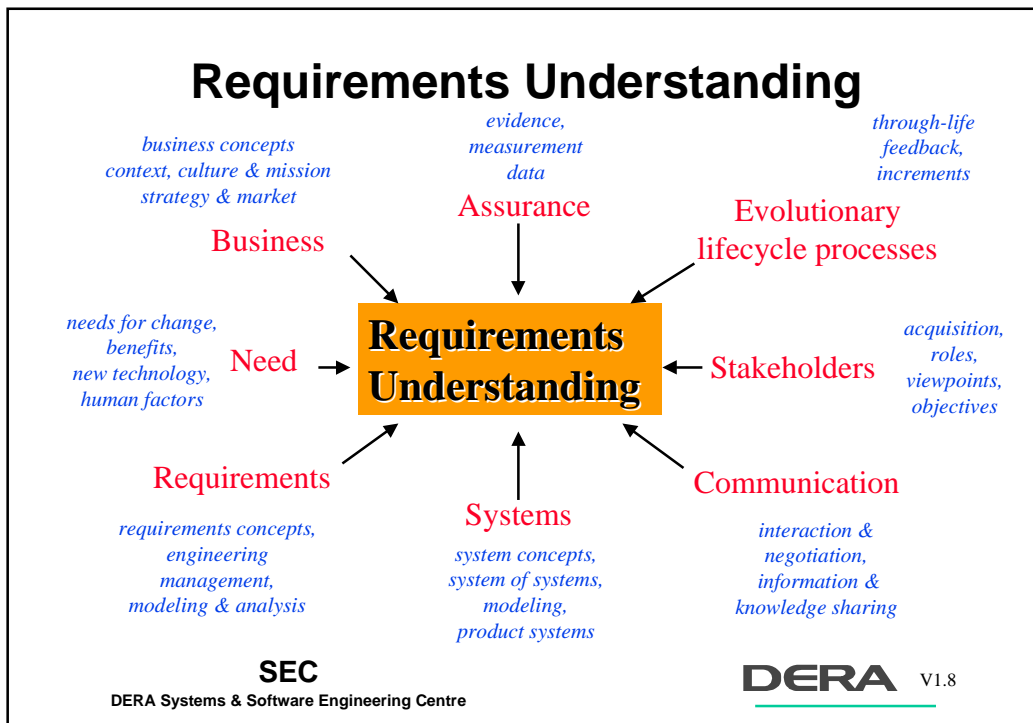 Requirements Understanding
business concepts
context, culture & mission
strategy & market
Business
evidence,
measurement
data
Assurance
through-life
feedback,
increments
Evolutionary
lifecycle processes
needs for change,
benefits,
new technology,
human factors
Need
Requirements
Understanding
Stakeholders
acquisition,
roles,
viewpoints,
objectives
Requirements
requirements concepts,
engineering
management,
modeling & analysis
Systems
system concepts,
system of systems,
modeling,
product systems
Communication
interaction &
negotiation,
information &
knowledge sharing
SEC
DERA Systems & Software Engineering Centre
DERA V1.8